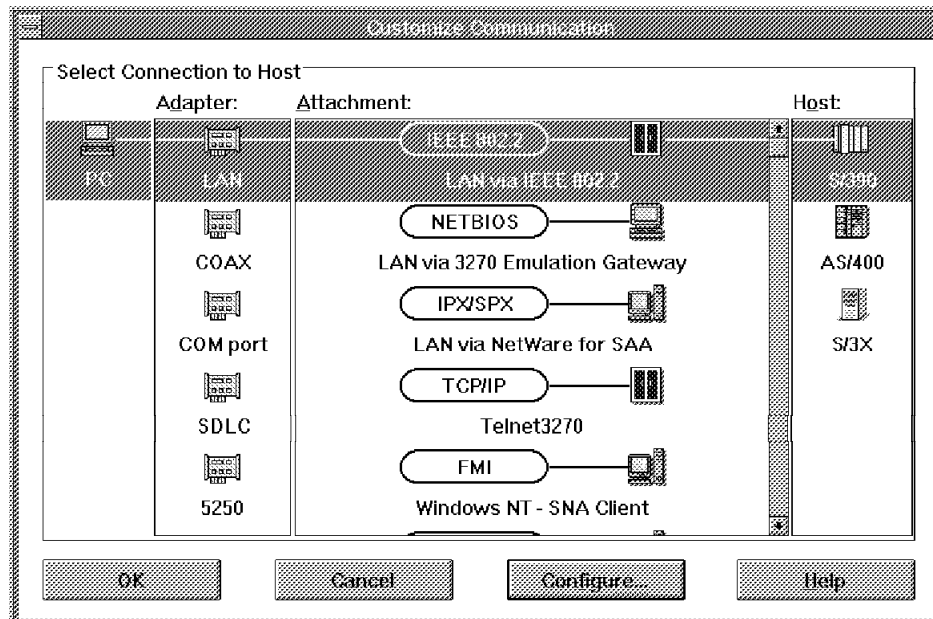 Customize Communication
Select Connection to Host
Adapter: Attachment: Host:
IEEE 802.2
PC LAN LAN via IEEE 802.2 S/390
NETBIOS
COAX LAN via 3270 Emulation Gateway AS/400
IPX/SPX
COM port LAN via NetWare for SAA S/3X
TCP/IP
SDLC Telnet3270
FMI
5250 Windows NT - SNA Client
OK Cancel Configure... Help